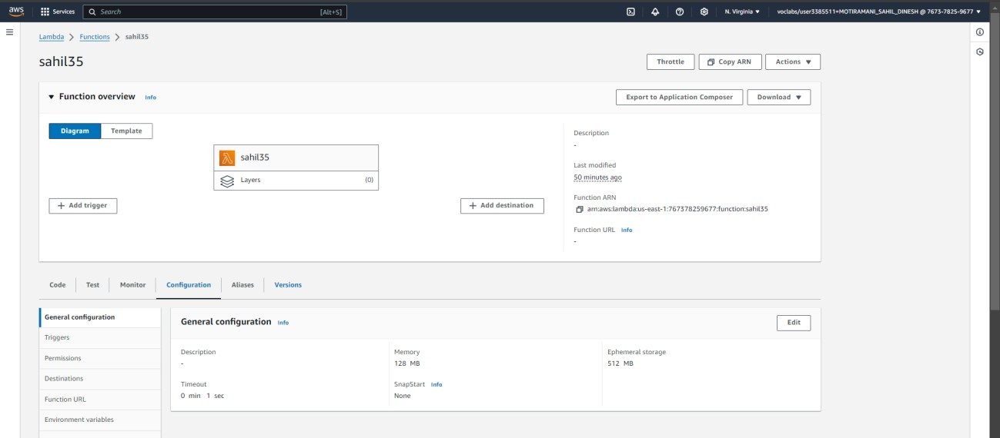 aws Services Search [Alt+S] N. Virginia voclabs/user3385511=MOTIRAMANI_SAHIL_DINESH @ 7673-7825-9677
Lambda > Functions > sahil35
sahil35 Throttle Copy ARN Actions
Function overview Info Export to Application Composer Download
Diagram Template
sahil35
Layers (0)
+ Add trigger
+ Add destination
Description
-
Last modified
50 minutes ago
Function ARN
arn:aws:lambda:us-east-1:767378259677:function:sahil35
Function URL Info
-
Code Test Monitor Configuration Aliases Versions
General configuration
Triggers
Permissions
Destinations
Function URL
Environment variables
General configuration Info Edit
Description
-
Timeout
0 min 1 sec
Memory
128 MB
SnapStart Info
None
Ephemeral storage
512 MB